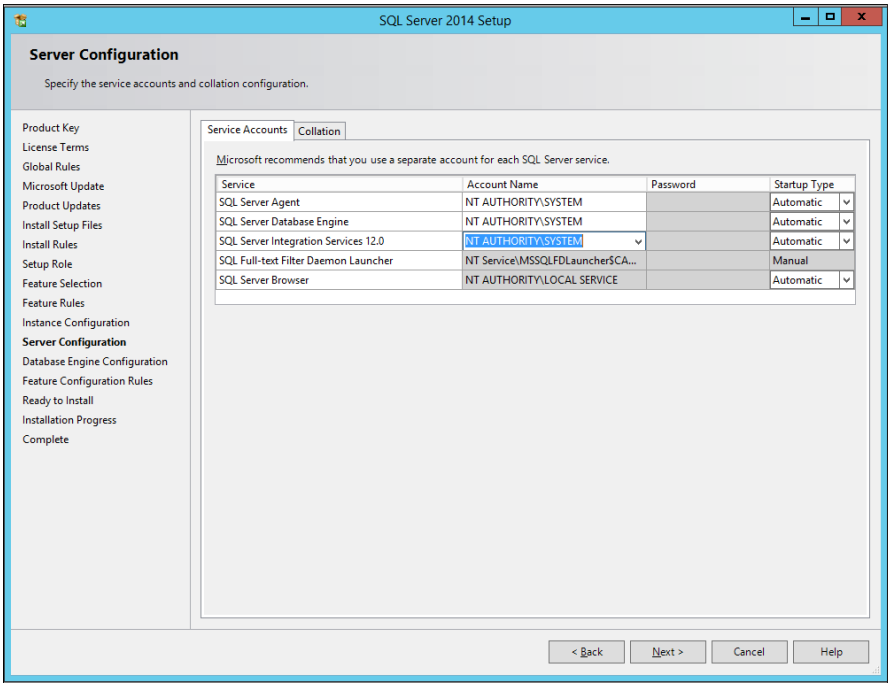 SQL Server 2014 Setup
Server Configuration
Specify the service accounts and collation configuration.
Product Key
License Terms
Global Rules
Microsoft Update
Product Updates
Install Setup Files
Install Rules
Setup Role
Feature Selection
Feature Rules
Instance Configuration
Server Configuration
Database Engine Configuration
Feature Configuration Rules
Ready to Install
Installation Progress
Complete
Service Accounts Collation
Microsoft recommends that you use a separate account for each SQL Server service.
Service Account Name Password Startup Type
SQL Server Agent NT AUTHORITY\SYSTEM Automatic
SQL Server Database Engine NT AUTHORITY\SYSTEM Automatic
SQL Server Integration Services 12.0 NT AUTHORITY\SYSTEM Automatic
SQL Full-text Filter Daemon Launcher NT Service\MSSQLFDLauncher$CA... Manual
SQL Server Browser NT AUTHORITY\LOCAL SERVICE Automatic
< Back Next > Cancel Help